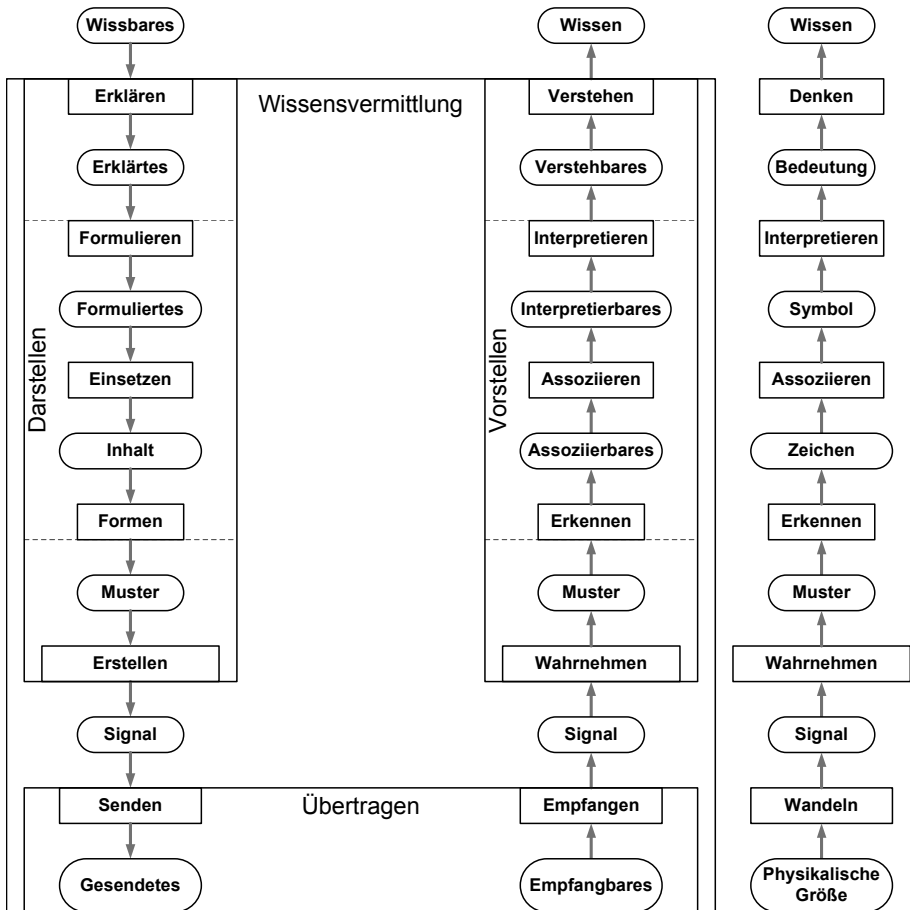 Wissbares
Wissen
Wissen
Erklären
Wissensvermittlung
Verstehen
Denken
Erklärtes
Verstehbares
Bedeutung
Formulieren
Interpretieren
Interpretieren
Formuliertes
Interpretierbares
Symbol
Darstellen
Vorstellen
Einsetzen
Assoziieren
Assoziieren
Inhalt
Assoziierbares
Zeichen
Formen
Erkennen
Erkennen
Muster
Muster
Muster
Erstellen
Wahrnehmen
Wahrnehmen
Signal
Signal
Signal
Senden
Übertragen
Empfangen
Wandeln
Gesendetes
Empfangbares
Physikalische
Größe